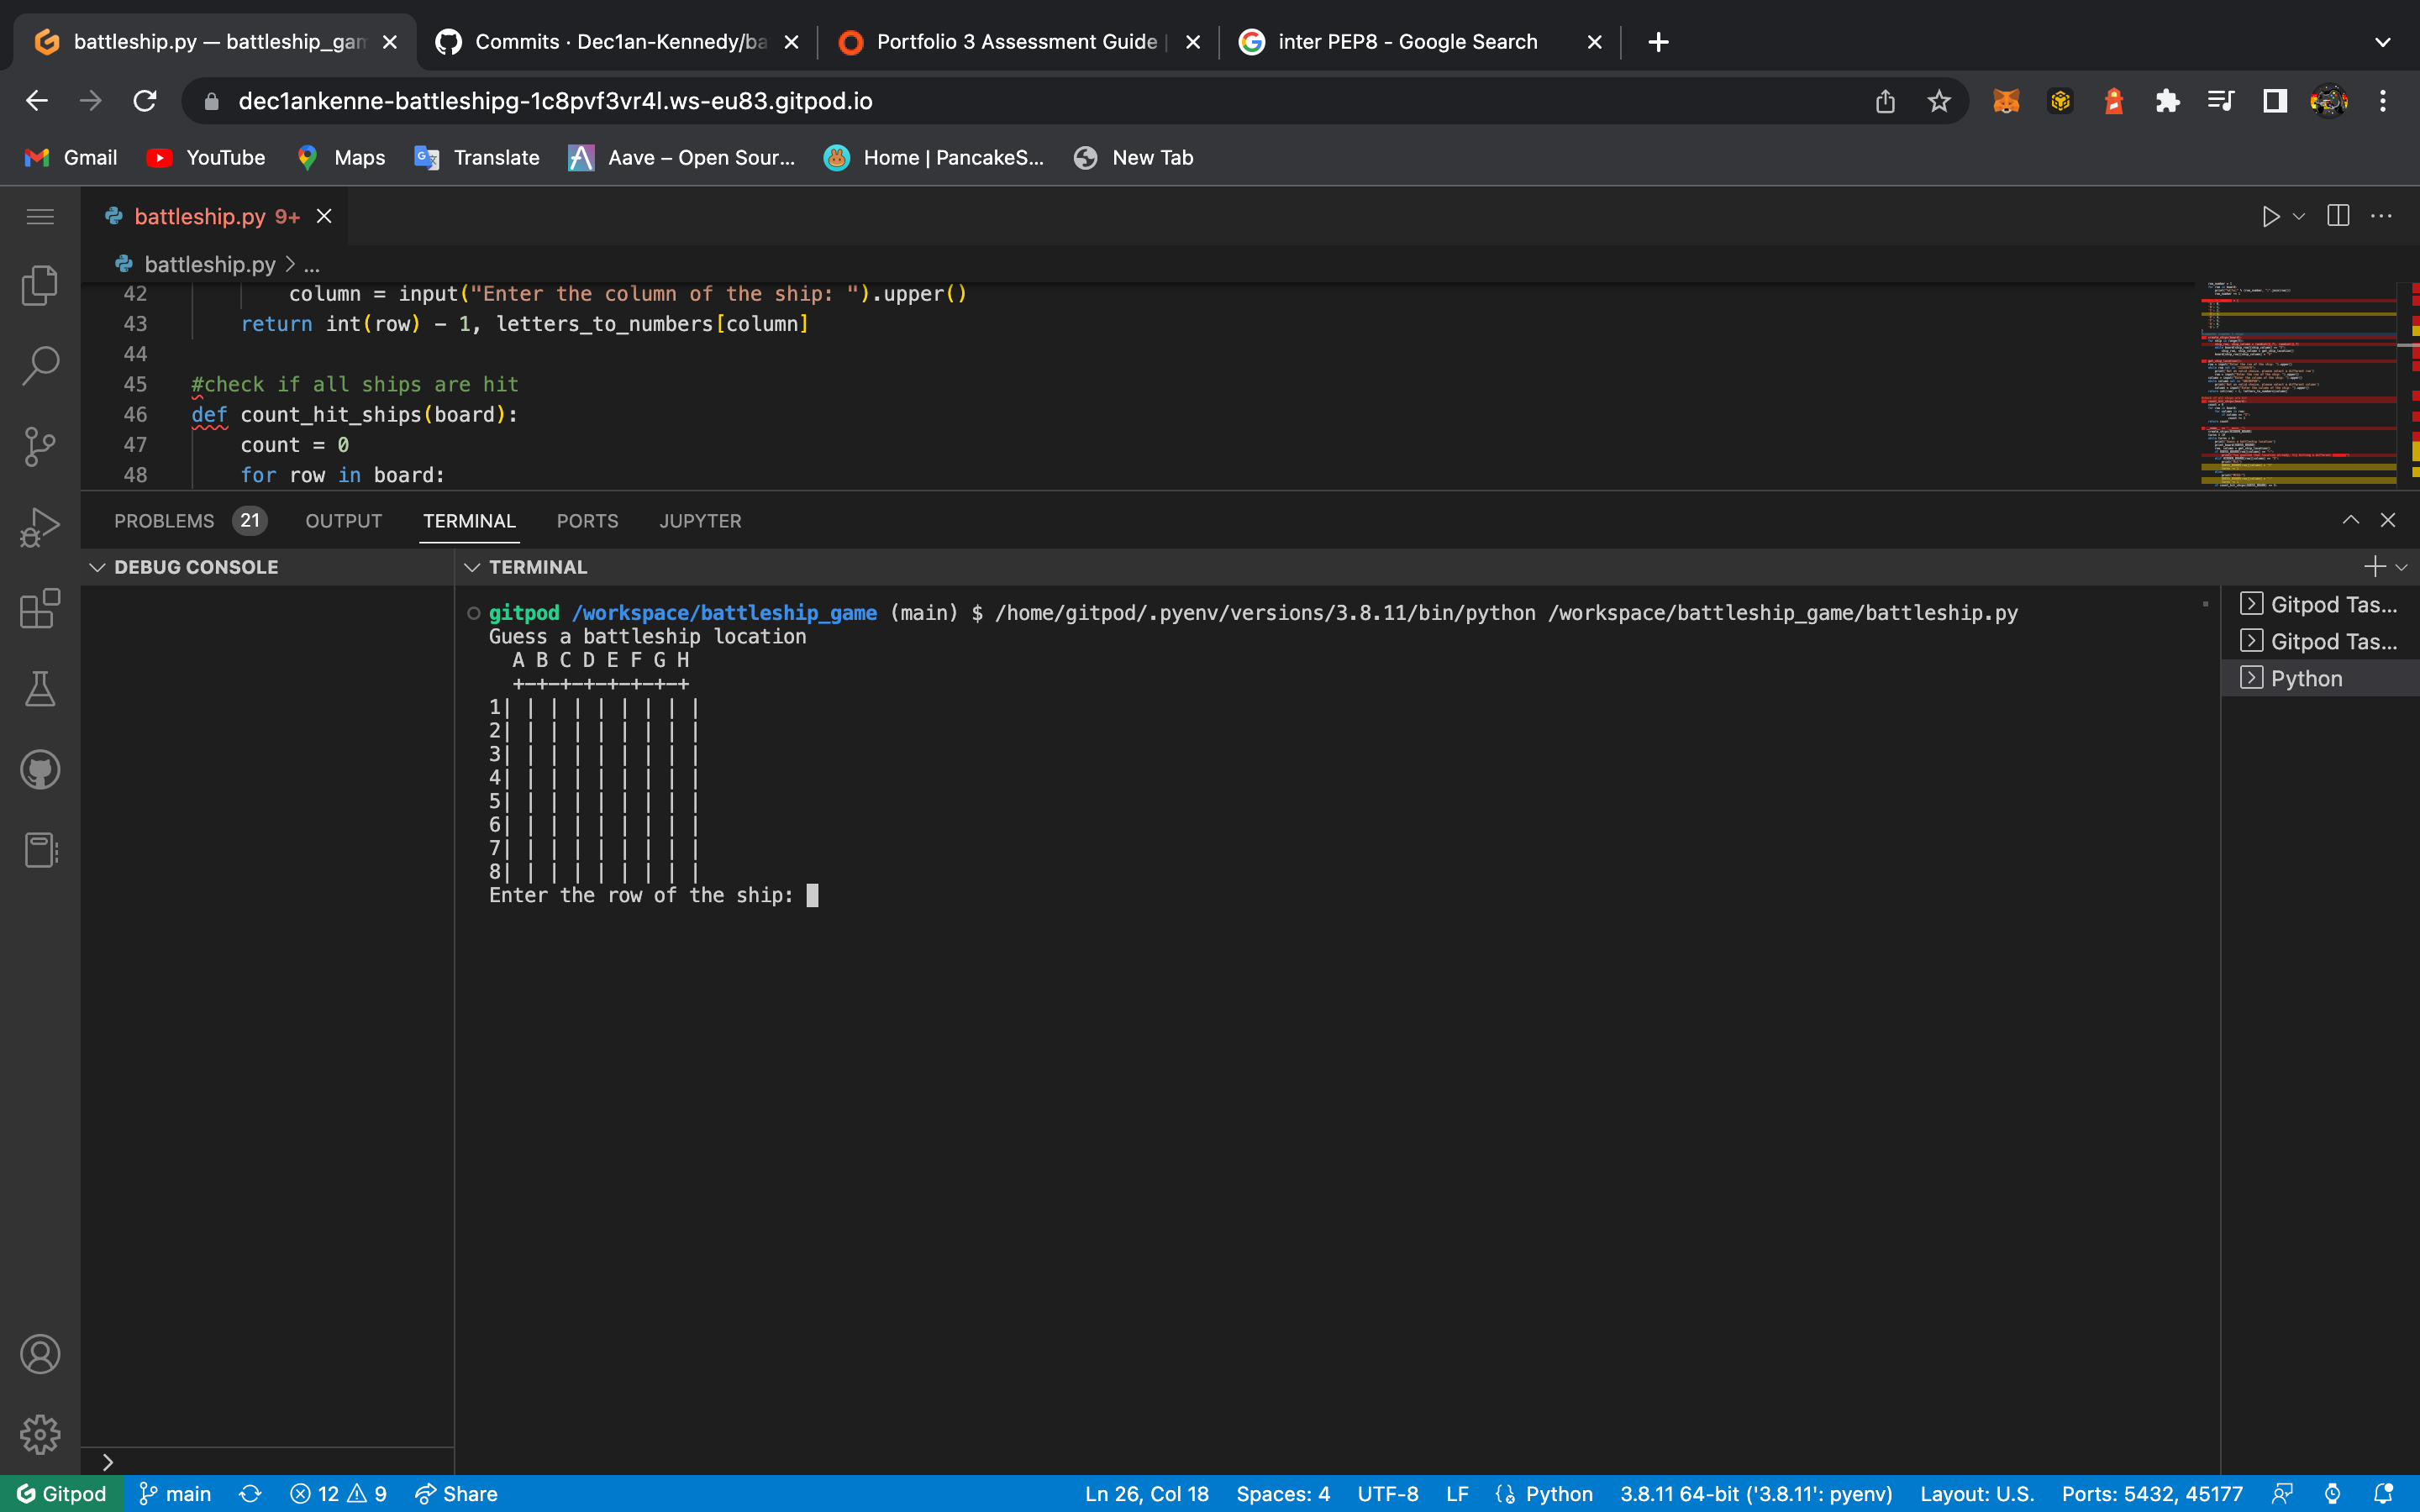 battleship.py — battleship_gam
Commits · Dec1an-Kennedy/ba
Portfolio 3 Assessment Guide |
inter PEP8 - Google Search
dec1ankenne-battleshipg-1c8pvf3vr4l.ws-eu83.gitpod.io
Gmail YouTube Maps Translate Aave – Open Sour... Home | PancakeS... New Tab
battleship.py 9+
battleship.py > ...
42 column = input("Enter the column of the ship: ").upper()
43 return int(row) - 1, letters_to_numbers[column]
44
45 #check if all ships are hit
46 def count_hit_ships(board):
47 count = 0
48 for row in board:
PROBLEMS 21 OUTPUT TERMINAL PORTS JUPYTER
DEBUG CONSOLE
TERMINAL
gitpod /workspace/battleship_game (main) $ /home/gitpod/.pyenv/versions/3.8.11/bin/python /workspace/battleship_game/battleship.py
Guess a battleship location
A B C D E F G H
+-+-+-+-+-+-+-+
1| | | | | | | | |
2| | | | | | | | |
3| | | | | | | | |
4| | | | | | | | |
5| | | | | | | | |
6| | | | | | | | |
7| | | | | | | | |
8| | | | | | | | |
Enter the row of the ship:
Gitpod Tas...
Gitpod Tas...
Python
Gitpod main 12 9 Share Ln 26, Col 18 Spaces: 4 UTF-8 LF Python 3.8.11 64-bit ('3.8.11': pyenv) Layout: U.S. Ports: 5432, 45177